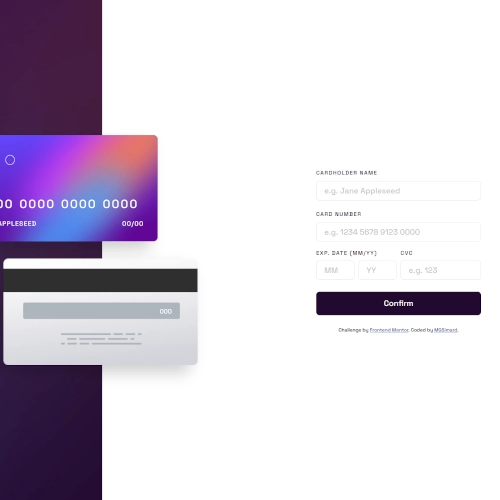 00 0000 0000 0000
APPLESEED 00/00
000
CARDHOLDER NAME
e.g. Jane Appleseed
CARD NUMBER
e.g. 1234 5678 9123 0000
EXP. DATE (MM/YY) CVC
MM YY e.g. 123
Confirm
Challenge by Frontend Mentor. Coded by